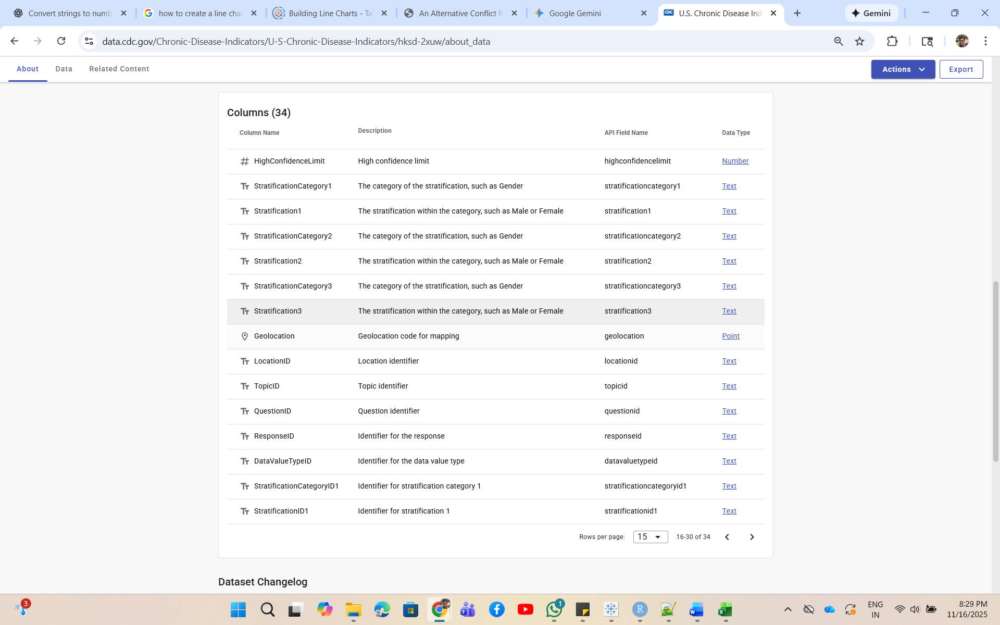 Convert strings to numb
how to create a line char
Building Line Charts - Ta
An Alternative Conflict R
Google Gemini
U.S. Chronic Disease Ind
Gemini
data.cdc.gov/Chronic-Disease-Indicators/U-S-Chronic-Disease-Indicators/hksd-2xuw/about_data
About Data Related Content
Actions Export
Columns (34)
Column Name Description API Field Name Data Type
HighConfidenceLimit High confidence limit highconfidencelimit Number
StratificationCategory1 The category of the stratification, such as Gender stratificationcategory1 Text
Stratification1 The stratification within the category, such as Male or Female stratification1 Text
StratificationCategory2 The category of the stratification, such as Gender stratificationcategory2 Text
Stratification2 The stratification within the category, such as Male or Female stratification2 Text
StratificationCategory3 The category of the stratification, such as Gender stratificationcategory3 Text
Stratification3 The stratification within the category, such as Male or Female stratification3 Text
Geolocation Geolocation code for mapping geolocation Point
LocationID Location identifier locationid Text
TopicID Topic identifier topicid Text
QuestionID Question identifier questionid Text
ResponseID Identifier for the response responseid Text
DataValueTypeID Identifier for the data value type datavaluetypeid Text
StratificationCategoryID1 Identifier for stratification category 1 stratificationcategoryid1 Text
StratificationID1 Identifier for stratification 1 stratificationid1 Text
Rows per page: 15 16-30 of 34
Dataset Changelog
3
1
ENG
IN
8:29 PM
11/16/2025